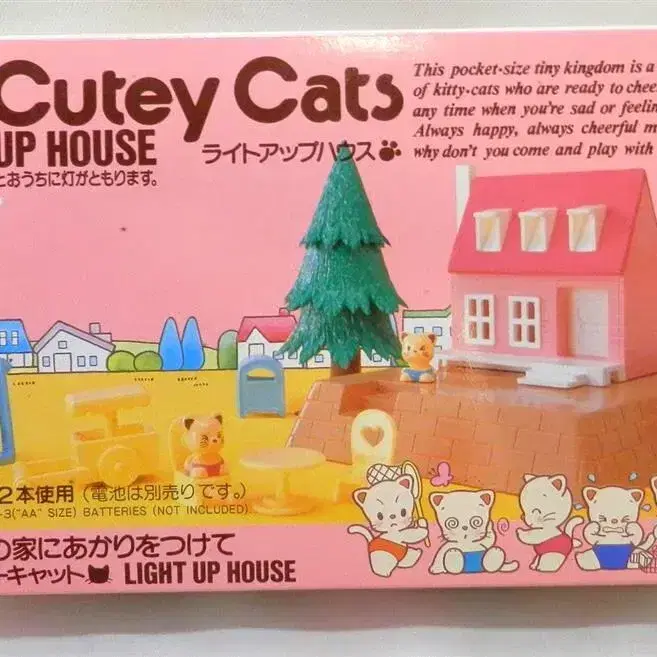 Cutey Cats
UP HOUSE
ライトアップハウス
とおうちに灯がともります。
This pocket-size tiny kingdom is a
of kitty-cats who are ready to chee
any time when you're sad or feelin
Always happy, always cheerful m
why don't you come and play with
2本使用（電池は別売りです。）
-3("AA" SIZE) BATTERIES (NOT INCLUDED)
の家にあかりをつけて
ーキャット LIGHT UP HOUSE